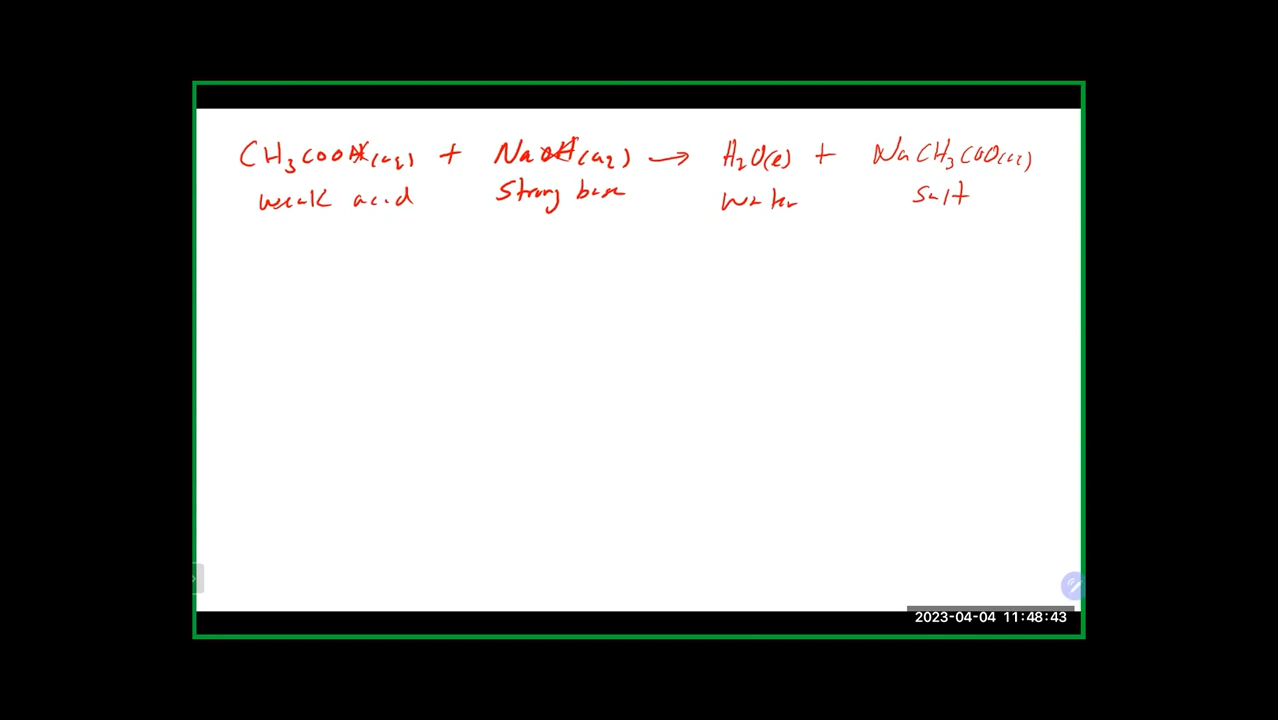 CH₃COOH(aq) + NaOH(aq) → H₂O(l) + NaCH₃COO(aq)
weak acid strong base water salt
2023-04-04 11:48:43